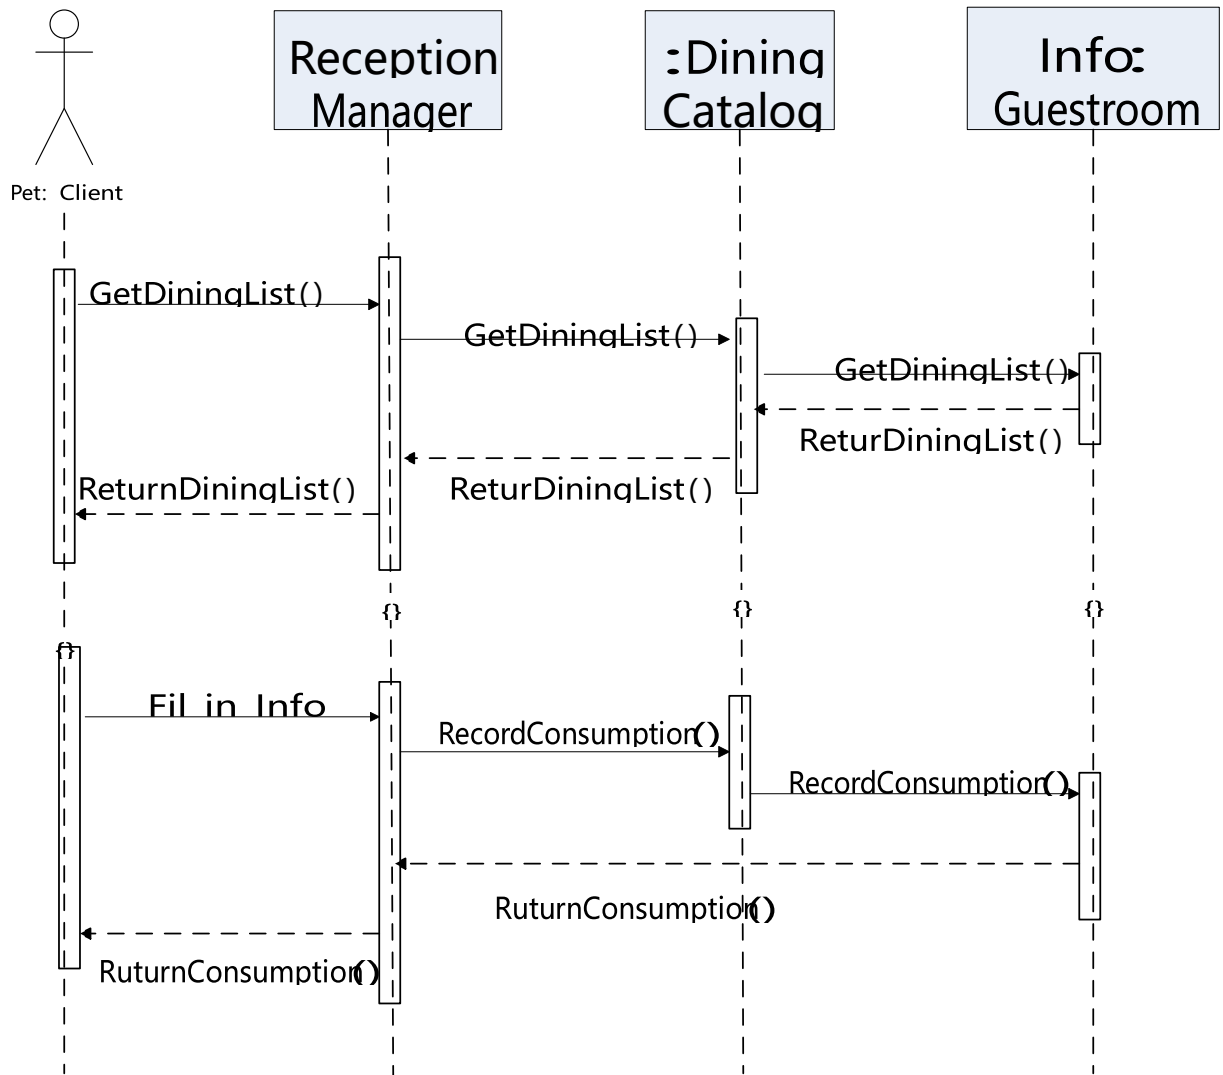 Reception
Manager
:Dining
Catalog
Info:
Guestroom
Pet: Client
GetDiningList()
GetDiningList()
GetDiningList()
ReturDiningList()
ReturnDiningList()
ReturDiningList()
{}
{}
{}
{}
Fil in Info
RecordConsumption()
RecordConsumption()
RuturnConsumption()
RuturnConsumption()